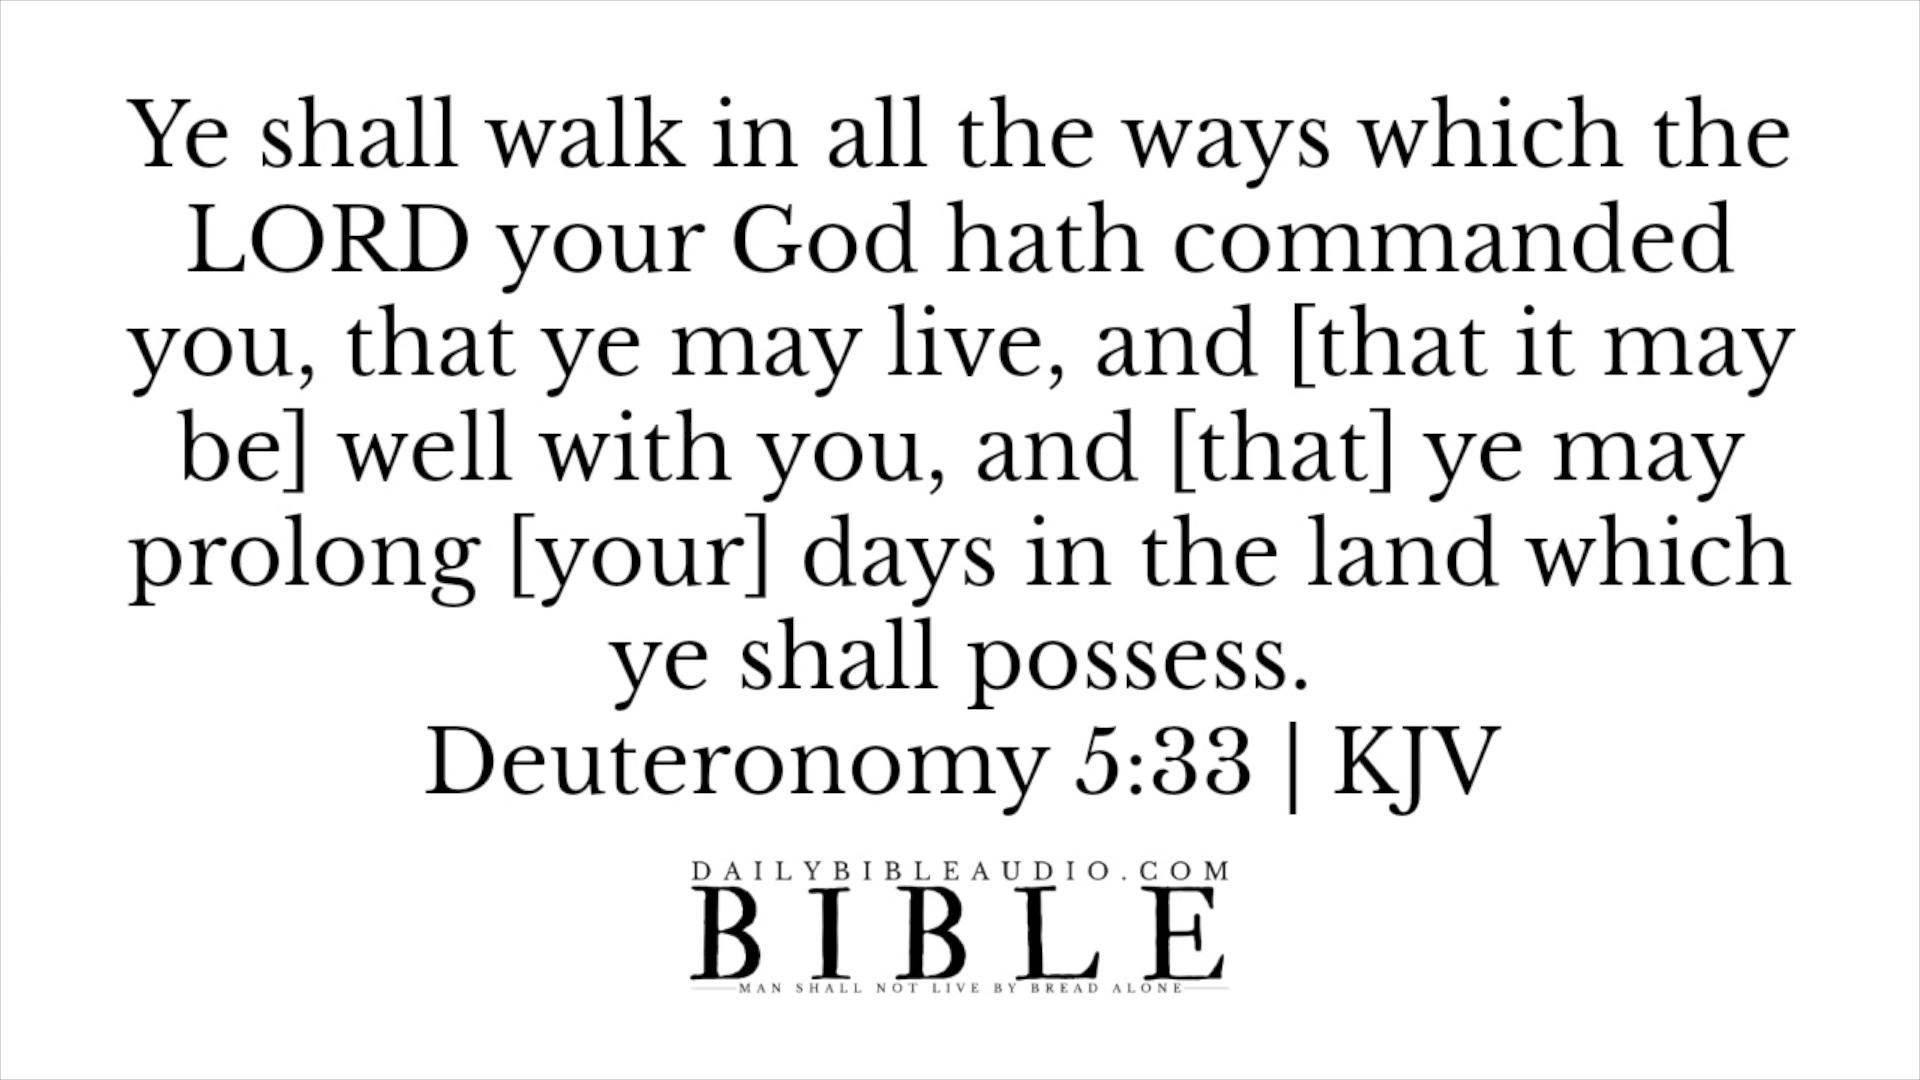 Ye shall walk in all the ways which the
LORD your God hath commanded
you, that ye may live, and [that it may
be] well with you, and [that] ye may
prolong [your] days in the land which
ye shall possess.
Deuteronomy 5:33 | KJV
DAILYBIBLEAUDIO.COM
BIBLE
MAN SHALL NOT LIVE BY BREAD ALONE